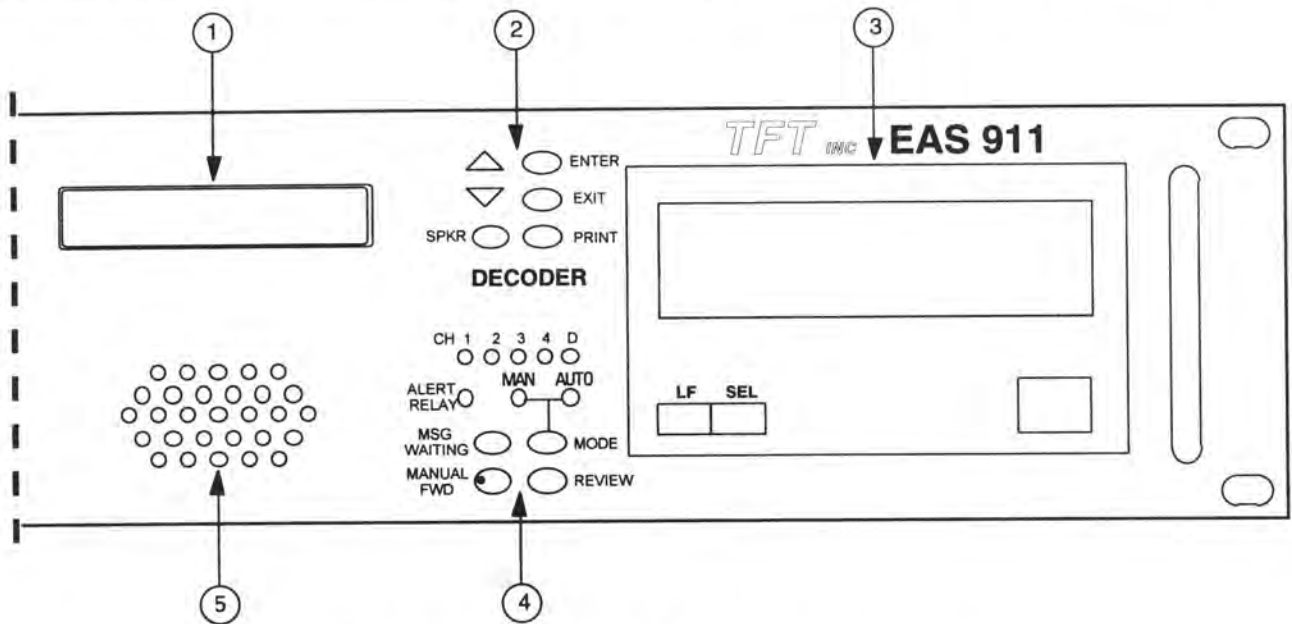 1
2
3
TFT INC EAS 911
ENTER
EXIT
SPKR PRINT
DECODER
CH 1 2 3 4 D
ALERT RELAY
MAN AUTO
MSG WAITING
MODE
MANUAL FWD
REVIEW
LF SEL
5
4